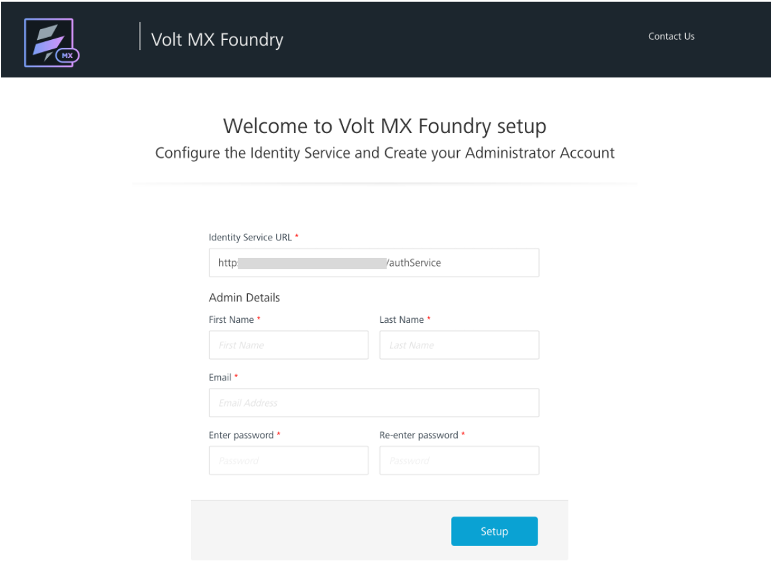 MX
Volt MX Foundry
Contact Us
Welcome to Volt MX Foundry setup
Configure the Identity Service and Create your Administrator Account
Identity Service URL *
http /authService
Admin Details
First Name * Last Name *
First Name Last Name
Email *
Email Address
Enter password * Re-enter password *
Password Password
Setup